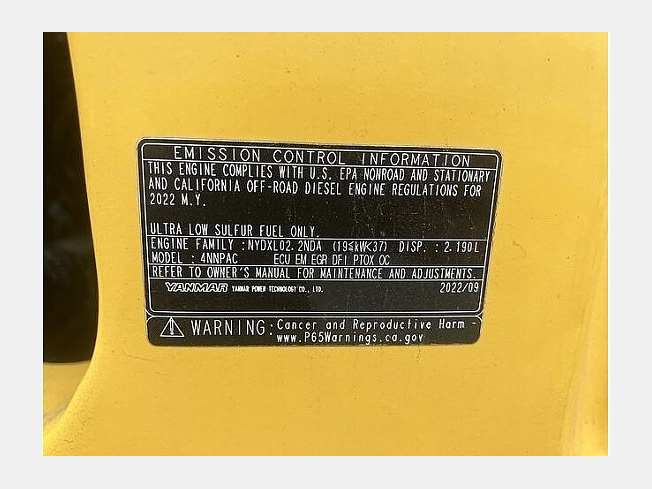 EMISSION CONTROL INFORMATION
THIS ENGINE COMPLIES WITH U.S. EPA NONROAD AND STATIONARY
AND CALIFORNIA OFF-ROAD DIESEL ENGINE REGULATIONS FOR
2022 M.Y.
ULTRA LOW SULFUR FUEL ONLY.
ENGINE FAMILY :NYDXL02.2NDA (19≤kW<37) DISP. : 2.190L
MODEL : 4NNPAC ECU EM EGR DFI PTOX OC
REFER TO OWNER'S MANUAL FOR MAINTENANCE AND ADJUSTMENTS.
YANMAR YANMAR POWER TECHNOLOGY CO., LTD. 2022/09
WARNING: Cancer and Reproductive Harm -
www.P65Warnings.ca.gov